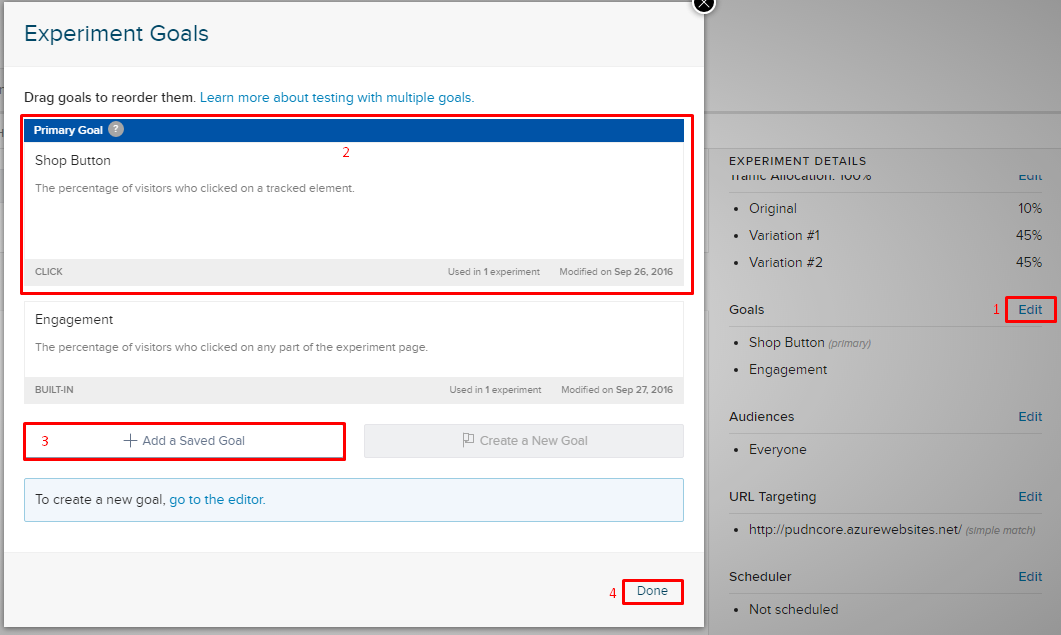 Experiment Goals
Drag goals to reorder them. Learn more about testing with multiple goals.
Primary Goal ?
2
Shop Button
The percentage of visitors who clicked on a tracked element.
CLICK Used in 1 experiment Modified on Sep 26, 2016
Engagement
The percentage of visitors who clicked on any part of the experiment page.
BUILT-IN Used in 1 experiment Modified on Sep 27, 2016
3 Add a Saved Goal Create a New Goal
To create a new goal, go to the editor.
4 Done
EXPERIMENT DETAILS
Traffic Allocation: 100% Edit
• Original 10%
• Variation #1 45%
• Variation #2 45%
Goals 1 Edit
• Shop Button (primary)
• Engagement
Audiences Edit
• Everyone
URL Targeting Edit
• http://pudncore.azurewebsites.net/ (simple match)
Scheduler Edit
• Not scheduled